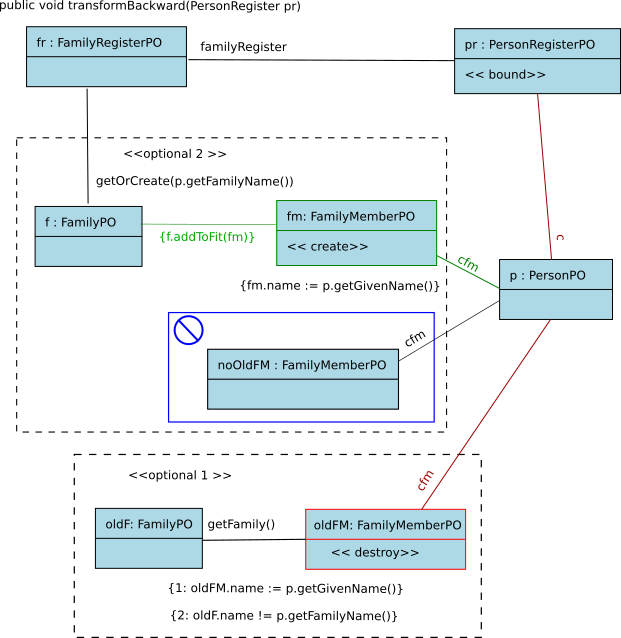 public void transformBackward(PersonRegister pr)
fr : FamilyRegisterPO
familyRegister
pr : PersonRegisterPO
<< bound>>
<<optional 2 >>
getOrCreate(p.getFamilyName())
f : FamilyPO
{f.addToFit(fm)}
fm: FamilyMemberPO
<< create>>
c
cfm
p : PersonPO
{fm.name := p.getGivenName()}
cfm
noOldFM : FamilyMemberPO
<<optional 1 >>
cfm
oldF: FamilyPO
getFamily()
oldFM: FamilyMemberPO
<< destroy>>
{1: oldFM.name := p.getGivenName()}
{2: oldF.name != p.getFamilyName()}